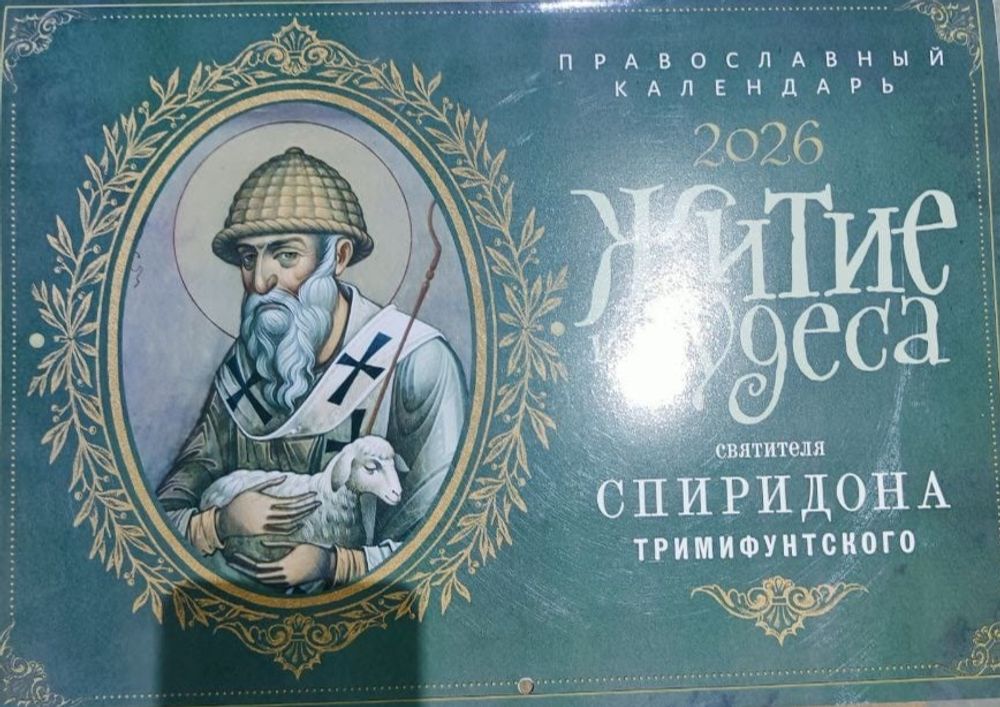 ПРАВОСЛАВНЫЙ
КАЛЕНДАРЬ
2026
Житие
СВЯТИТЕЛЯ
СПИРИДОНА
ТРИМИФУНТСКОГО